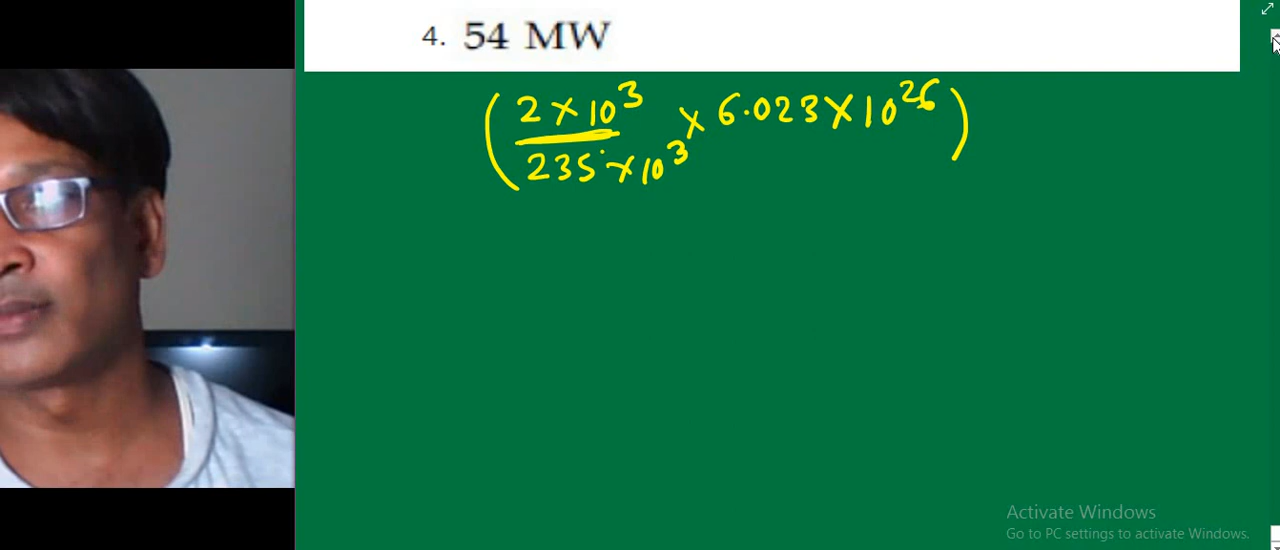 4. 54 MW
( 2 × 10³ / 235 × 10³ × 6.023 × 10²⁶ )
Activate Windows
Go to PC settings to activate Windows.